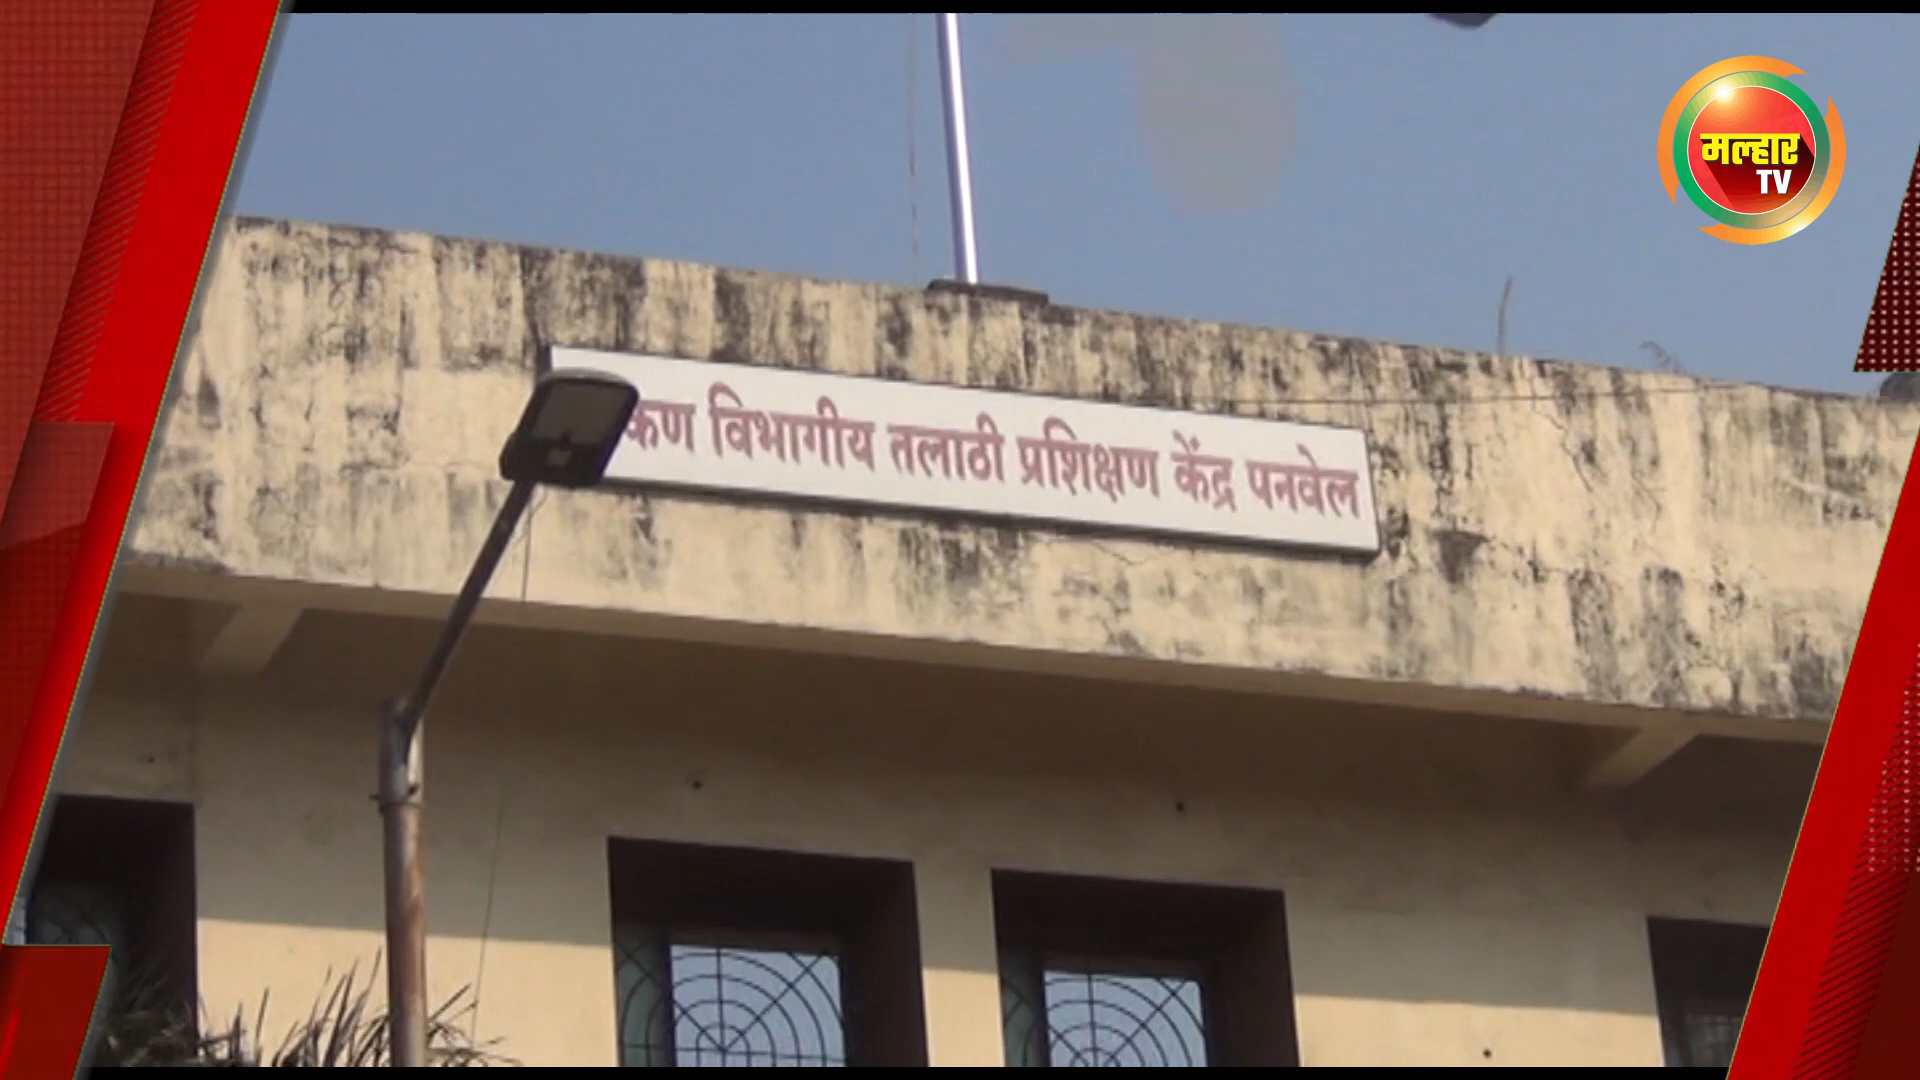 मल्हार
TV
विभागीय तलाठी प्रशिक्षण केंद्र पनवेल